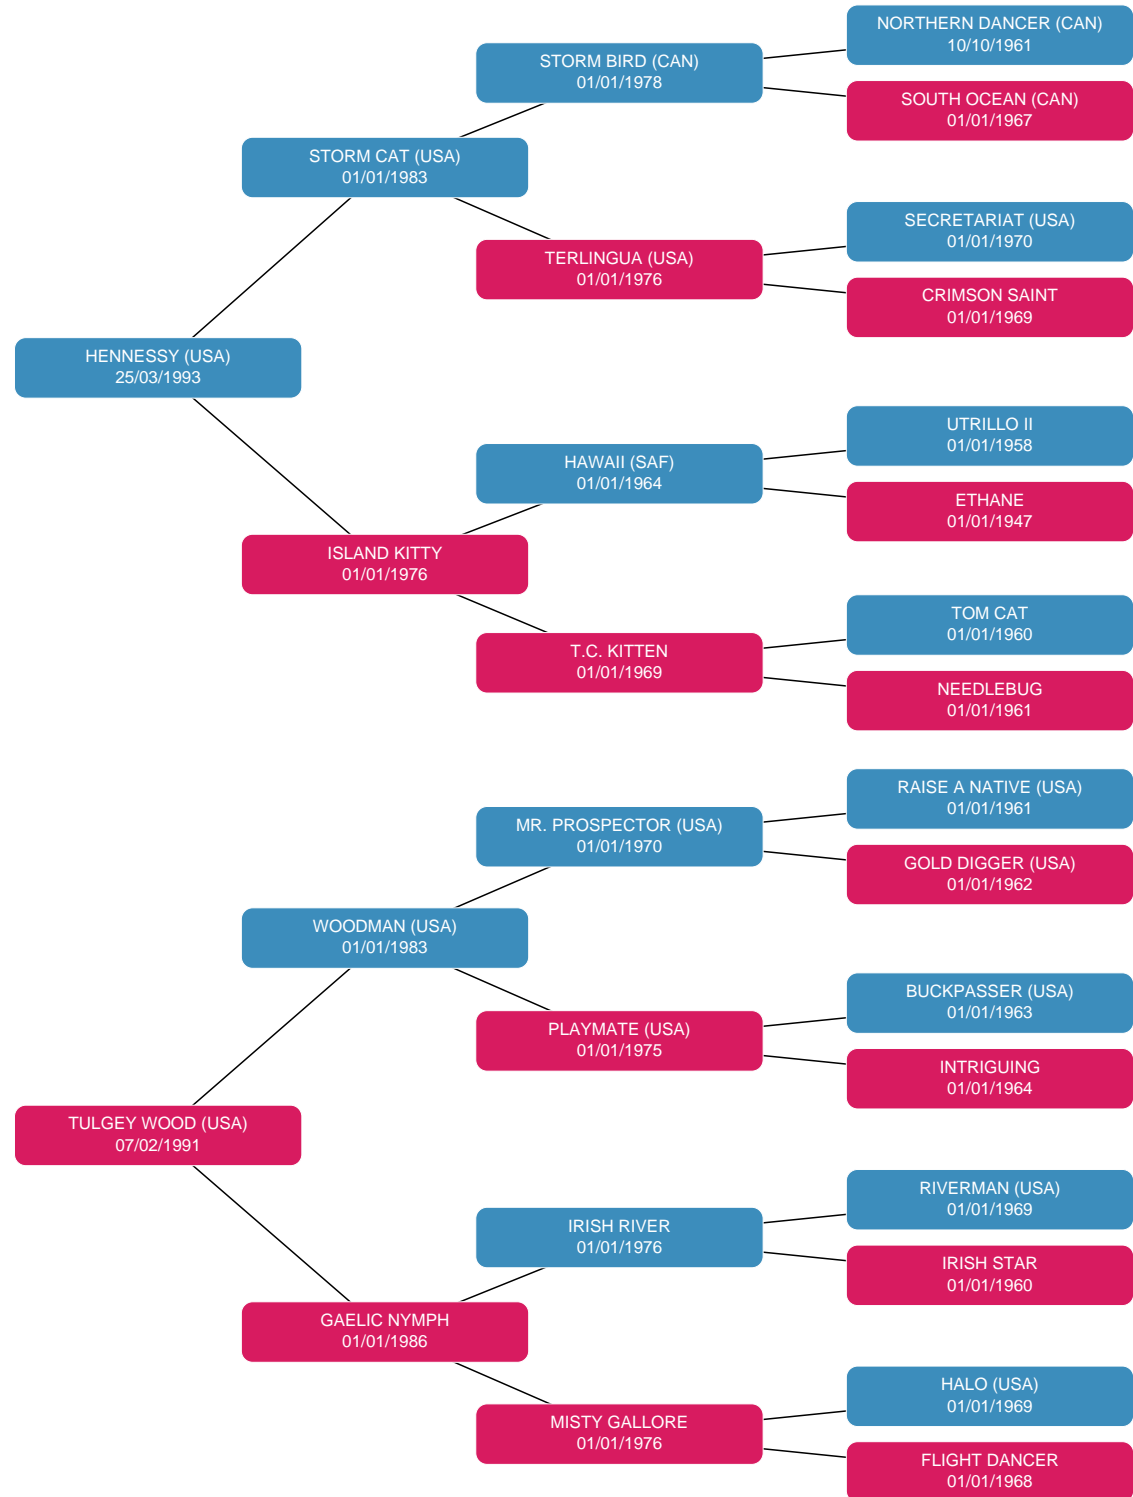 NORTHERN DANCER (CAN)
10/10/1961
STORM BIRD (CAN)
01/01/1978
SOUTH OCEAN (CAN)
01/01/1967
STORM CAT (USA)
01/01/1983
SECRETARIAT (USA)
01/01/1970
TERLINGUA (USA)
01/01/1976
CRIMSON SAINT
01/01/1969
HENNESSY (USA)
25/03/1993
UTRILLO II
01/01/1958
HAWAII (SAF)
01/01/1964
ETHANE
01/01/1947
ISLAND KITTY
01/01/1976
TOM CAT
01/01/1960
T.C. KITTEN
01/01/1969
NEEDLEBUG
01/01/1961
RAISE A NATIVE (USA)
01/01/1961
MR. PROSPECTOR (USA)
01/01/1970
GOLD DIGGER (USA)
01/01/1962
WOODMAN (USA)
01/01/1983
BUCKPASSER (USA)
01/01/1963
PLAYMATE (USA)
01/01/1975
INTRIGUING
01/01/1964
TULGEY WOOD (USA)
07/02/1991
RIVERMAN (USA)
01/01/1969
IRISH RIVER
01/01/1976
IRISH STAR
01/01/1960
GAELIC NYMPH
01/01/1986
HALO (USA)
01/01/1969
MISTY GALLORE
01/01/1976
FLIGHT DANCER
01/01/1968